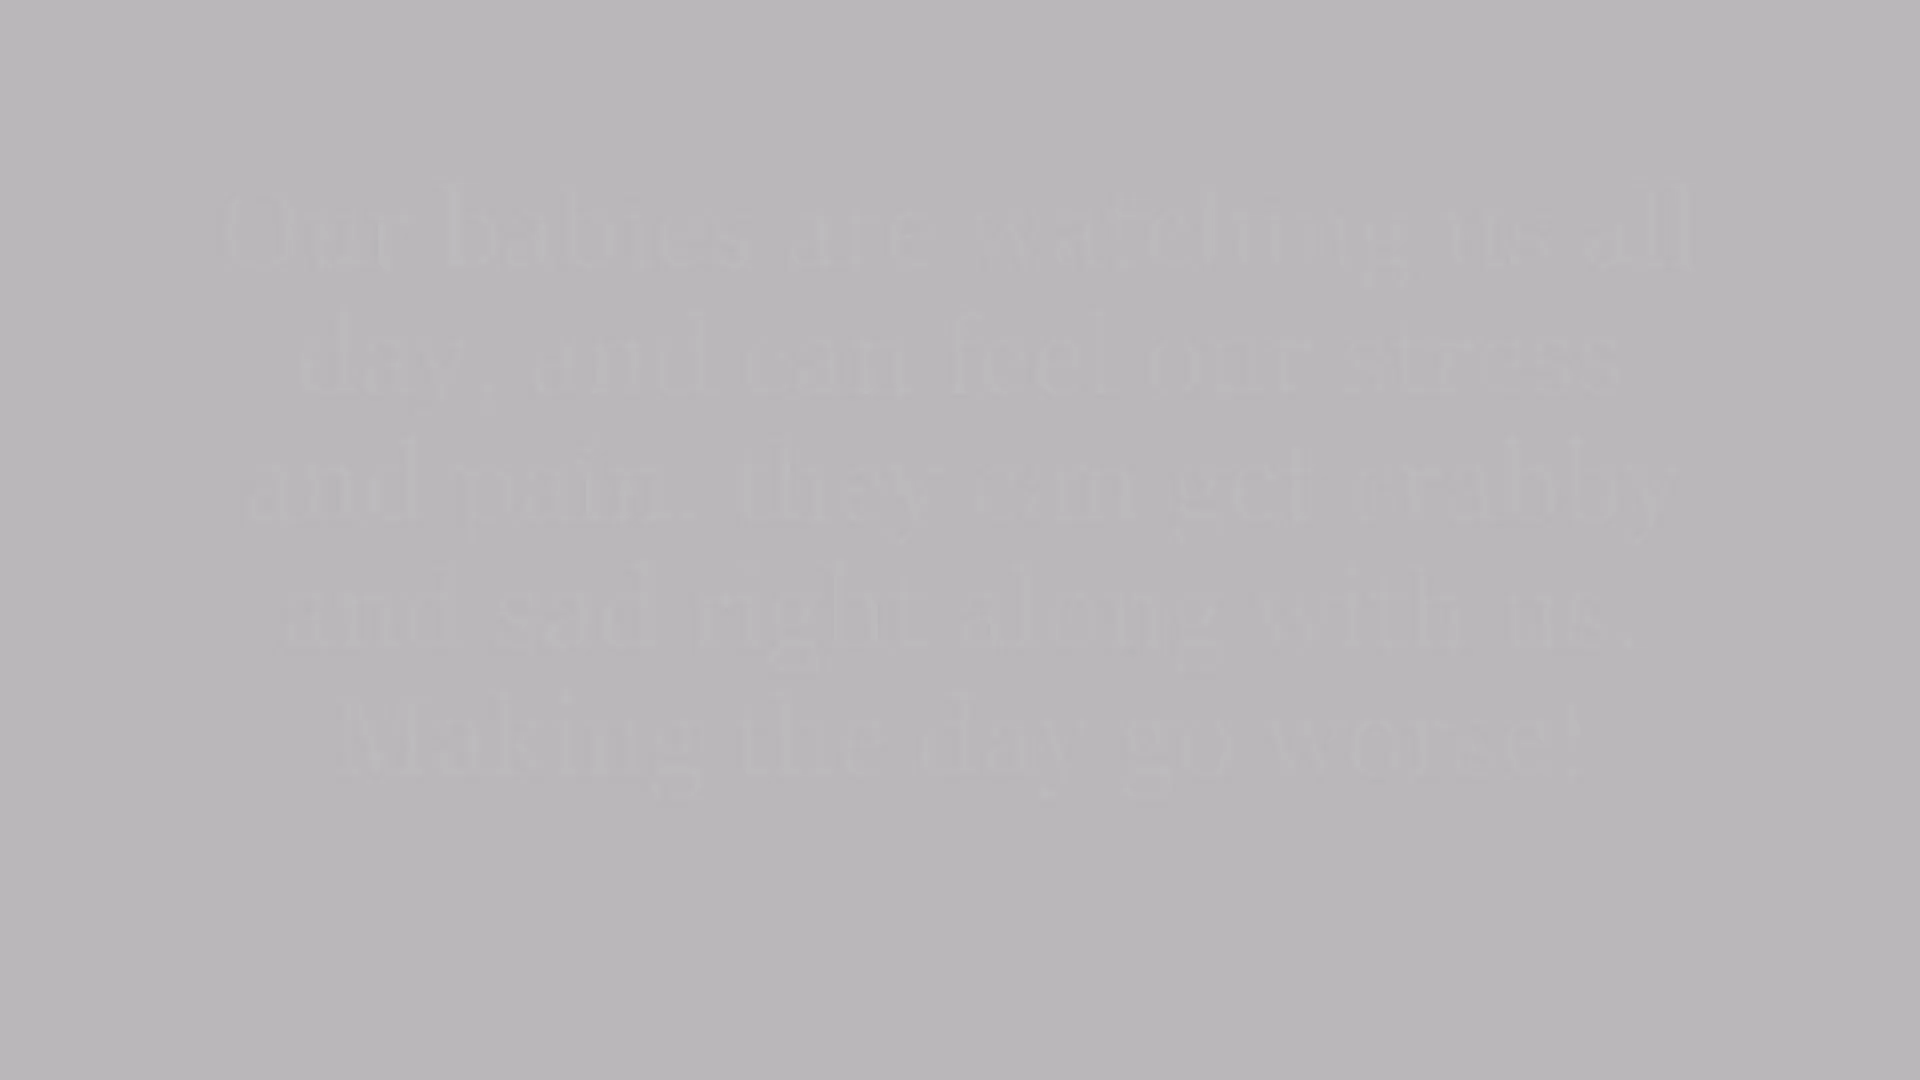 Our babies are watching us all
day, and can feel our stress
and pain. they can get crabby
and sad right along with us.
Making the day go worse!